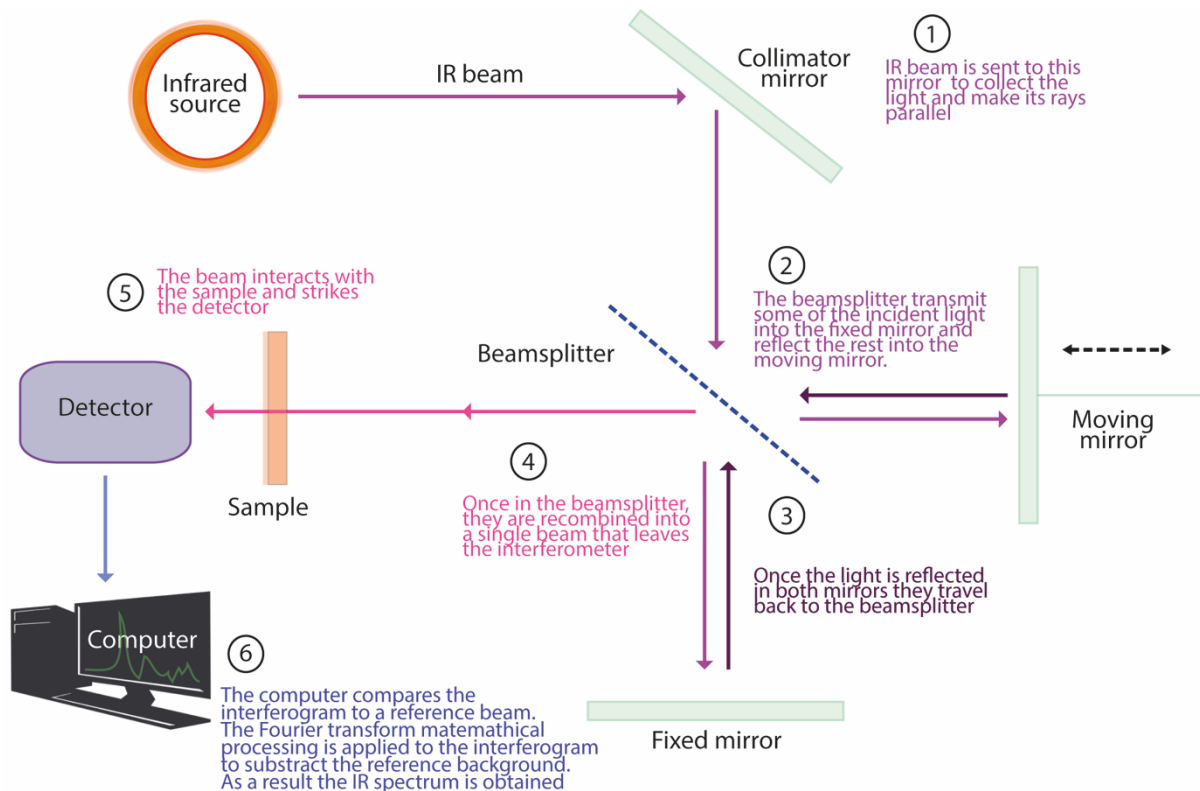 Infrared
source
IR beam
Collimator
mirror
1
IR beam is sent to this
mirror to collect the
light and make its rays
parallel
2
The beamsplitter transmit
some of the incident light
into the fixed mirror and
reflect the rest into the
moving mirror.
Beamsplitter
Moving
mirror
3
Once the light is reflected
in both mirrors they travel
back to the beamsplitter
Fixed mirror
4
Once in the beamsplitter,
they are recombined into
a single beam that leaves
the interferometer
5
The beam interacts with
the sample and strikes
the detector
Sample
Detector
Computer
6
The computer compares the
interferogram to a reference beam.
The Fourier transform matemathical
processing is applied to the interferogram
to substract the reference background.
As a result the IR spectrum is obtained